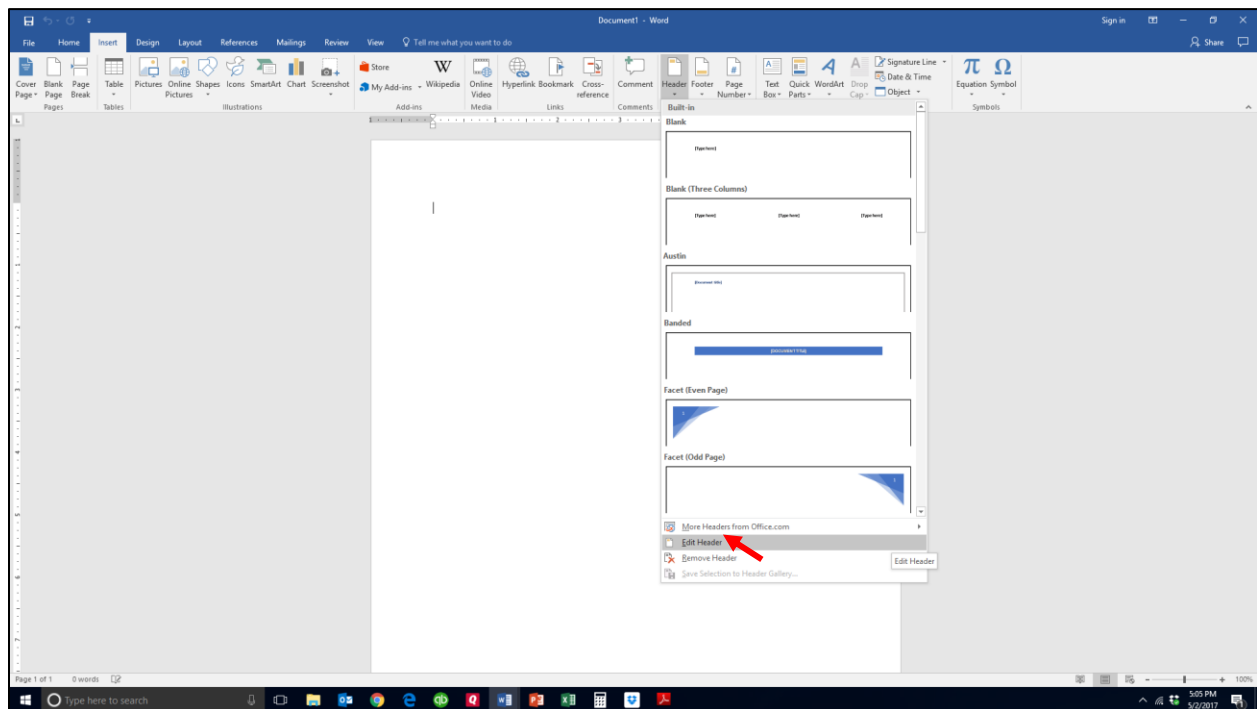 Document1 - Word
Sign in
File Home Insert Design Layout References Mailings Review View Tell me what you want to do
Share
Cover Page
Blank Page
Page Break
Table
Pictures
Online Pictures
Shapes
Icons
SmartArt
Chart
Screenshot
Store
My Add-ins
Wikipedia
Online Video
Hyperlink
Bookmark
Cross-reference
Comment
Header
Footer
Page Number
Text Box
Quick Parts
WordArt
Drop Cap
Signature Line
Date & Time
Object
Equation
Symbol
Pages Tables Illustrations Add-ins Media Links Comments Symbols
Built-in
Blank
[Type here]
Blank (Three Columns)
[Type here] [Type here] [Type here]
Austin
[Document title]
Banded
[DOCUMENT TITLE]
Facet (Even Page)
Facet (Odd Page)
More Headers from Office.com
Edit Header
Remove Header
Edit Header
Save Selection to Header Gallery...
Page 1 of 1 0 words
100%
Type here to search
5:05 PM
5/2/2017